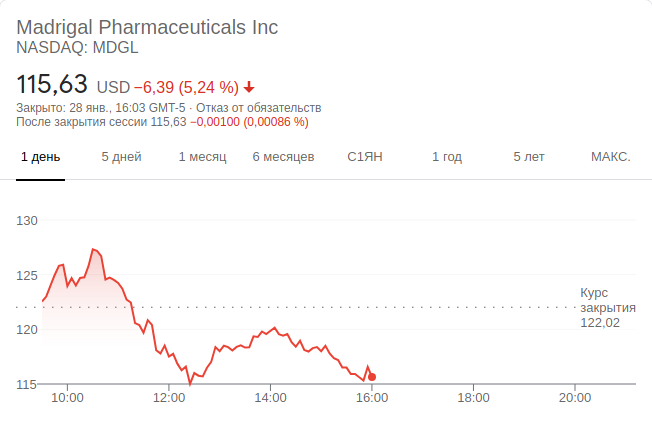 Madrigal Pharmaceuticals Inc
NASDAQ: MDGL
115,63 USD −6,39 (5,24 %)
Закрыто: 28 янв., 16:03 GMT-5 · Отказ от обязательств
После закрытия сессии 115,63 −0,00100 (0,00086 %)
1 день 5 дней 1 месяц 6 месяцев С1ЯН 1 год 5 лет МАКС.
130
125
Курс
закрытия
122,02
120
115
10:00 12:00 14:00 16:00 18:00 20:00